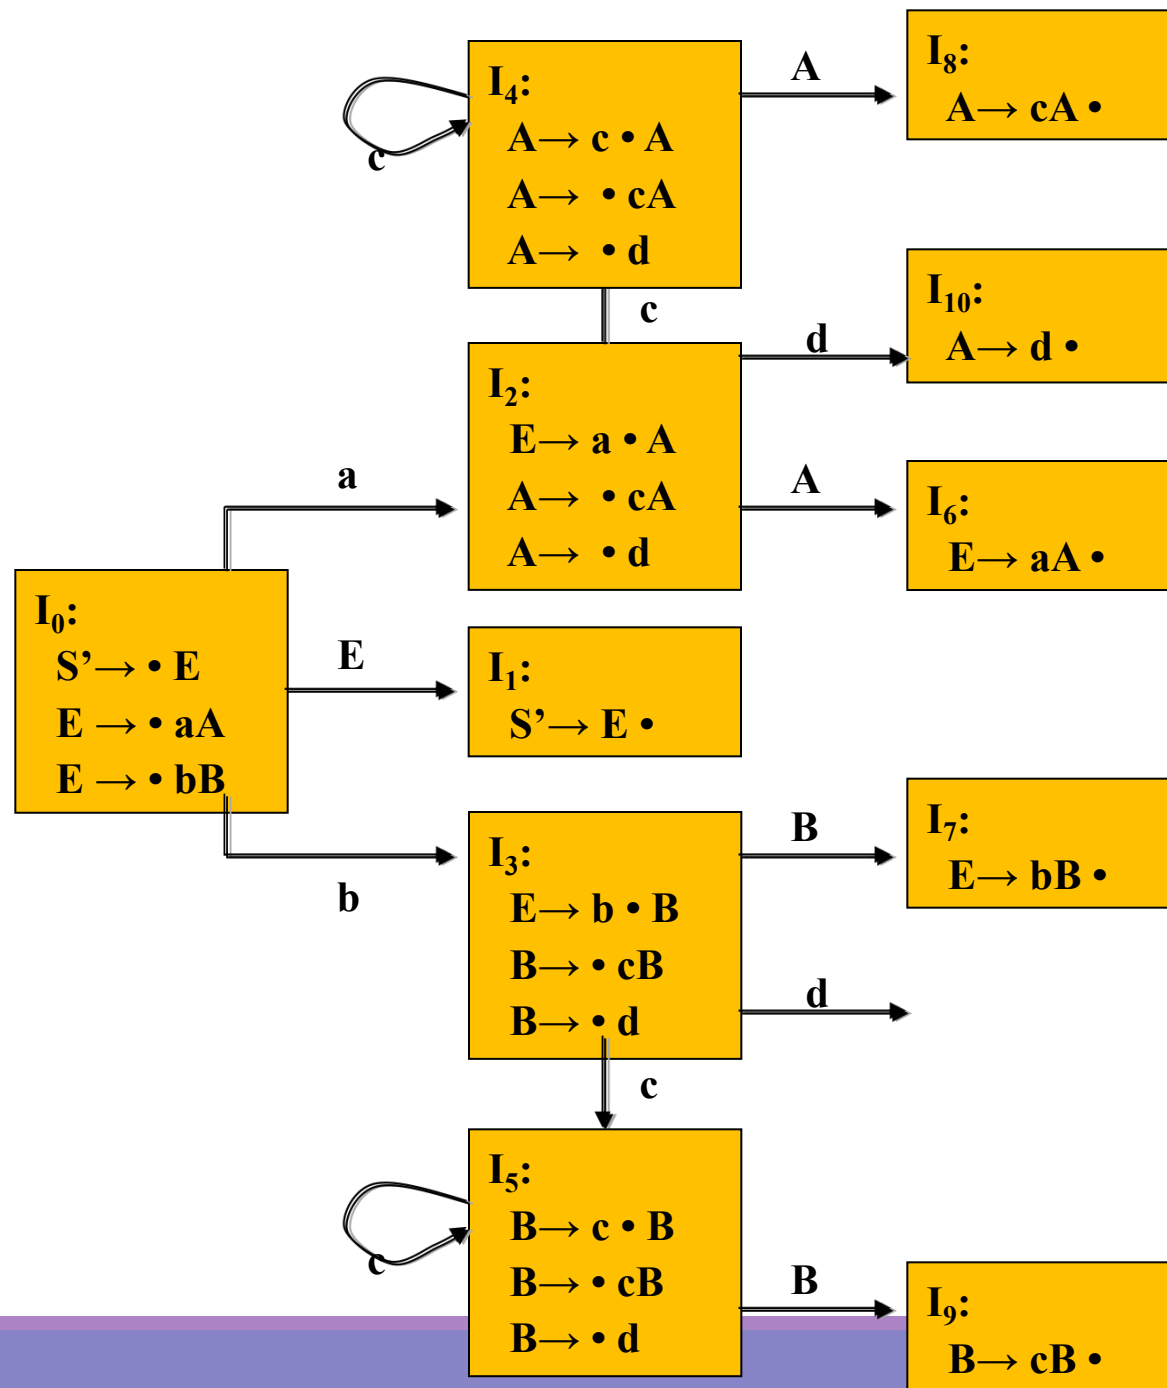 I₄:
A→ c • A
A→ • cA
A→ • d
c
A
I₈:
A→ cA •
c
d
I₁₀:
A→ d •
I₂:
E→ a • A
A→ • cA
A→ • d
a
A
I₆:
E→ aA •
I₀:
S’→ • E
E → • aA
E → • bB
E
I₁:
S’→ E •
b
I₃:
E→ b • B
B→ • cB
B→ • d
B
I₇:
E→ bB •
d
c
I₅:
B→ c • B
B→ • cB
B→ • d
c
B
I₉:
B→ cB •